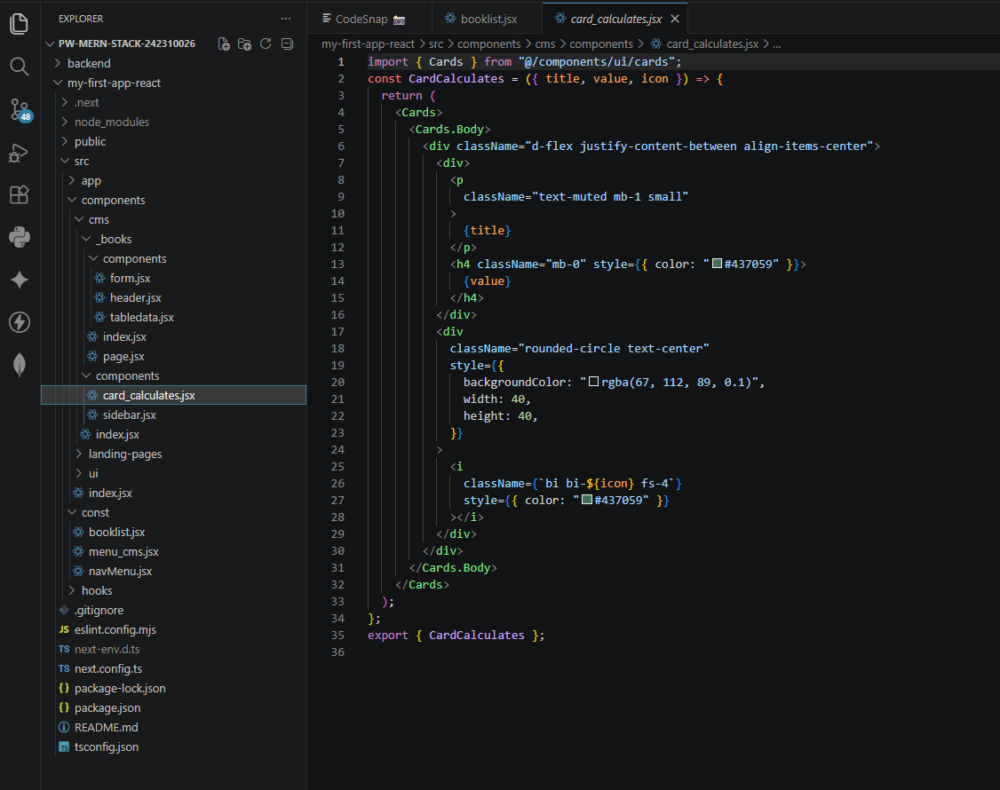 EXPLORER
PW-MERN-STACK-242310026
backend
my-first-app-react
.next
node_modules
public
src
app
components
cms
_books
components
form.jsx
header.jsx
tabledata.jsx
index.jsx
page.jsx
components
card_calculates.jsx
sidebar.jsx
index.jsx
landing-pages
ui
index.jsx
const
booklist.jsx
menu_cms.jsx
navMenu.jsx
hooks
.gitignore
JS eslint.config.mjs
TS next-env.d.ts
TS next.config.ts
{} package-lock.json
{} package.json
README.md
TS tsconfig.json
48
CodeSnap 📸 booklist.jsx card_calculates.jsx ×
my-first-app-react > src > components > cms > components > card_calculates.jsx > ...
1 import { Cards } from "@/components/ui/cards";
2 const CardCalculates = ({ title, value, icon }) => {
3 return (
4 <Cards>
5 <Cards.Body>
6 <div className="d-flex justify-content-between align-items-center">
7 <div>
8 <p
9 className="text-muted mb-1 small"
10 >
11 {title}
12 </p>
13 <h4 className="mb-0" style={{ color: "#437059" }}>
14 {value}
15 </h4>
16 </div>
17 <div
18 className="rounded-circle text-center"
19 style={{
20 backgroundColor: "rgba(67, 112, 89, 0.1)",
21 width: 40,
22 height: 40,
23 }}
24 >
25 <i
26 className={`bi bi-${icon} fs-4`}
27 style={{ color: "#437059" }}
28 ></i>
29 </div>
30 </div>
31 </Cards.Body>
32 </Cards>
33 );
34 };
35 export { CardCalculates };
36